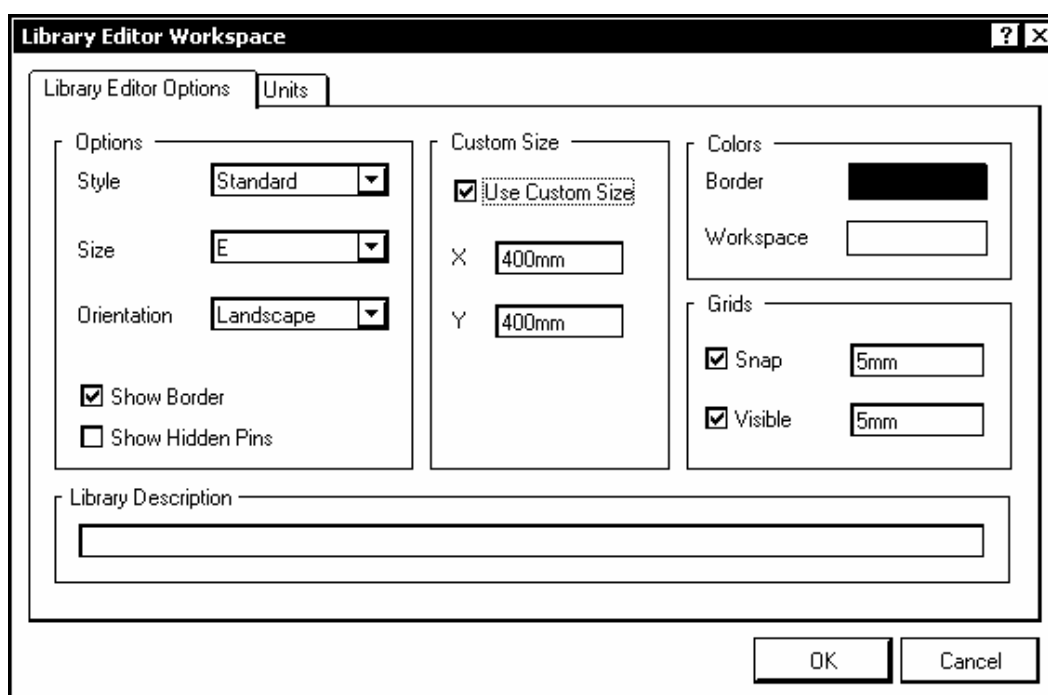 Library Editor Workspace
Library Editor Options
Units
Options
Style
Standard
Size
E
Orientation
Landscape
Show Border
Show Hidden Pins
Custom Size
Use Custom Size
X
400mm
Y
400mm
Colors
Border
Workspace
Grids
Snap
5mm
Visible
5mm
Library Description
OK
Cancel